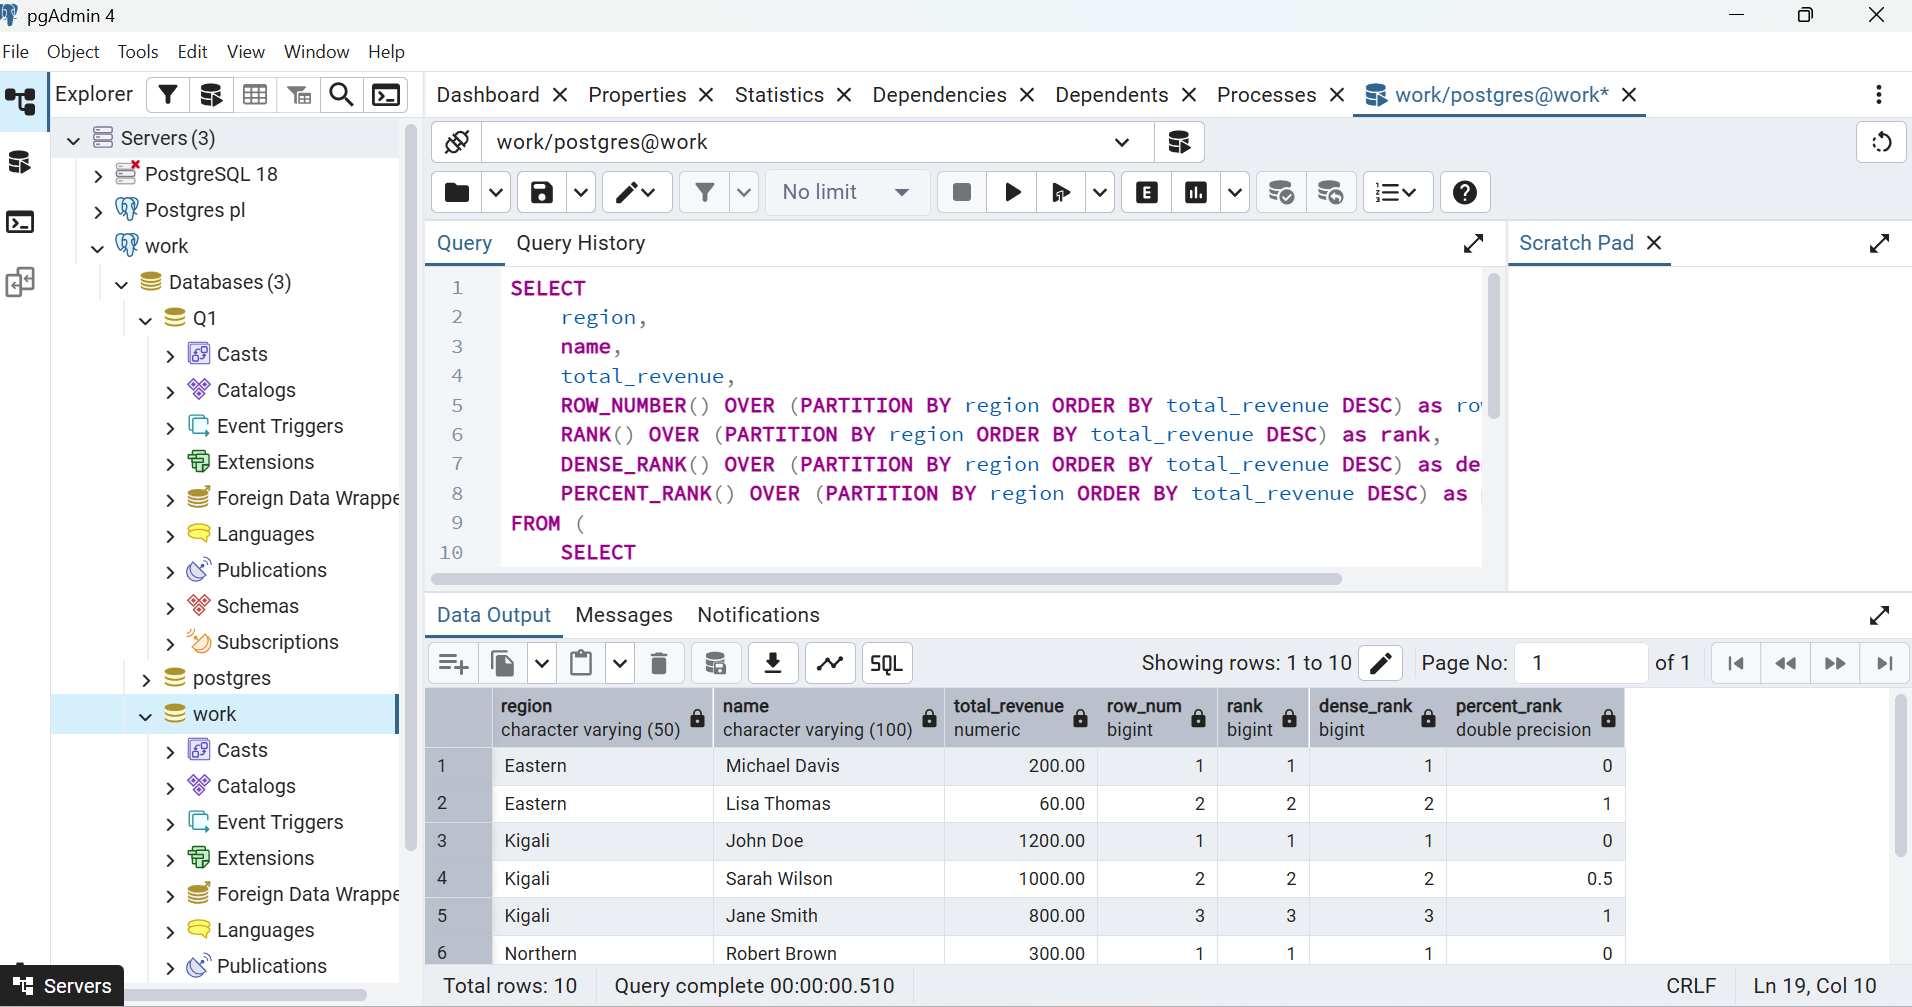 pgAdmin 4
File Object Tools Edit View Window Help
Explorer
Dashboard Properties Statistics Dependencies Dependents Processes work/postgres@work*
Servers (3)
PostgreSQL 18
Postgres pl
work
Databases (3)
Q1
Casts
Catalogs
Event Triggers
Extensions
Foreign Data Wrappe
Languages
Publications
Schemas
Subscriptions
postgres
work
Casts
Catalogs
Event Triggers
Extensions
Foreign Data Wrappe
Languages
Publications
Servers
work/postgres@work
No limit
E
Query Query History
Scratch Pad
1 SELECT
2 region,
3 name,
4 total_revenue,
5 ROW_NUMBER() OVER (PARTITION BY region ORDER BY total_revenue DESC) as ro
6 RANK() OVER (PARTITION BY region ORDER BY total_revenue DESC) as rank,
7 DENSE_RANK() OVER (PARTITION BY region ORDER BY total_revenue DESC) as de
8 PERCENT_RANK() OVER (PARTITION BY region ORDER BY total_revenue DESC) as
9 FROM (
10 SELECT
Data Output Messages Notifications
SQL Showing rows: 1 to 10 Page No: 1 of 1
region name total_revenue row_num rank dense_rank percent_rank
character varying (50) character varying (100) numeric bigint bigint bigint double precision
1 Eastern Michael Davis 200.00 1 1 1 0
2 Eastern Lisa Thomas 60.00 2 2 2 1
3 Kigali John Doe 1200.00 1 1 1 0
4 Kigali Sarah Wilson 1000.00 2 2 2 0.5
5 Kigali Jane Smith 800.00 3 3 3 1
6 Northern Robert Brown 300.00 1 1 1 0
Total rows: 10 Query complete 00:00:00.510 CRLF Ln 19, Col 10